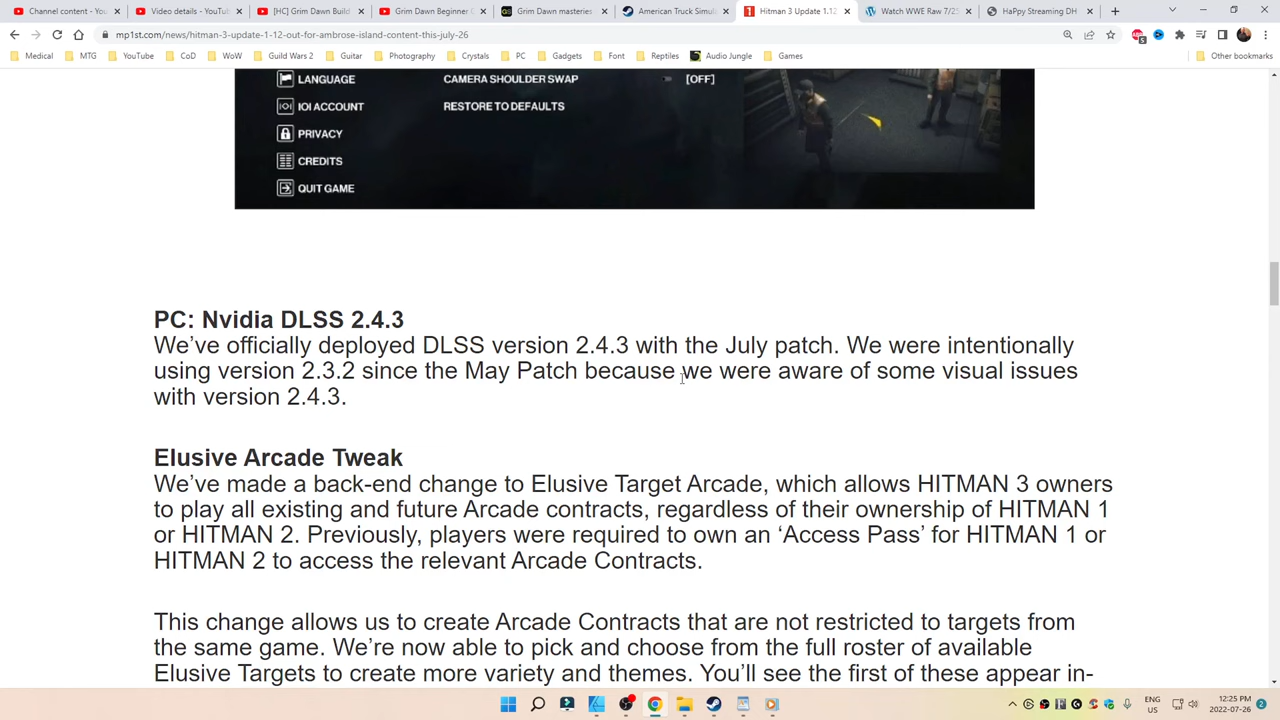 Channel content - You
Video details - YouTub
[HC] Grim Dawn Build
Grim Dawn Beginner G
Grim Dawn masteries
American Truck Simul
Hitman 3 Update 1.12
Watch WWE Raw 7/25
HaPpy Streaming DH
mp1st.com/news/hitman-3-update-1-12-out-for-ambrose-island-content-this-july-26
Medical
MTG
YouTube
CoD
WoW
Guild Wars 2
Guitar
Photography
Crystals
PC
Gadgets
Font
Reptiles
Audio Jungle
Games
Other bookmarks
LANGUAGE
CAMERA SHOULDER SWAP
[OFF]
IOI ACCOUNT
RESTORE TO DEFAULTS
PRIVACY
CREDITS
QUIT GAME
PC: Nvidia DLSS 2.4.3
We’ve officially deployed DLSS version 2.4.3 with the July patch. We were intentionally
using version 2.3.2 since the May Patch because we were aware of some visual issues
with version 2.4.3.
Elusive Arcade Tweak
We’ve made a back-end change to Elusive Target Arcade, which allows HITMAN 3 owners
to play all existing and future Arcade contracts, regardless of their ownership of HITMAN 1
or HITMAN 2. Previously, players were required to own an ‘Access Pass’ for HITMAN 1 or
HITMAN 2 to access the relevant Arcade Contracts.
This change allows us to create Arcade Contracts that are not restricted to targets from
the same game. We’re now able to pick and choose from the full roster of available
Elusive Targets to create more variety and themes. You’ll see the first of these appear in-
ENG
US
12:25 PM
2022-07-26